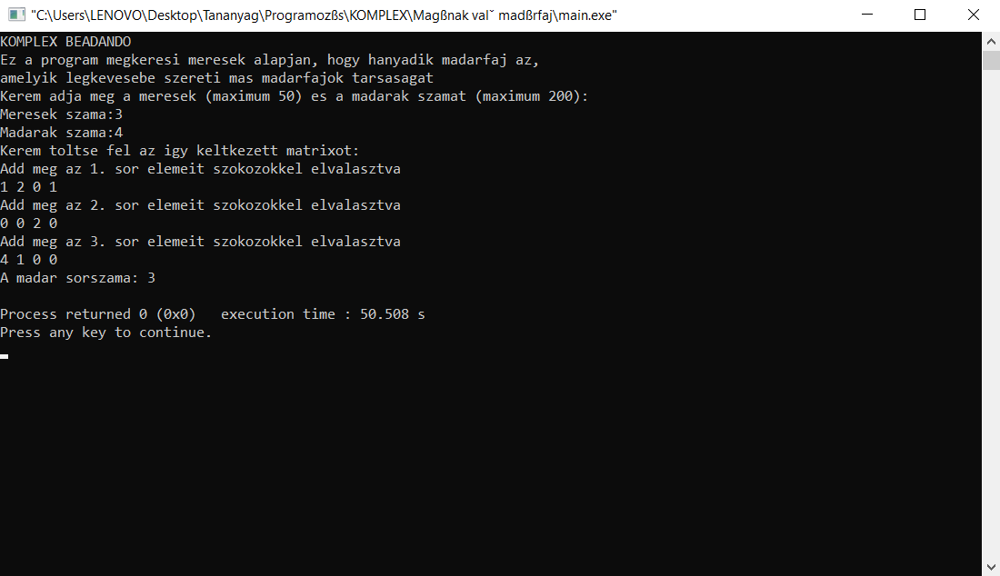 "C:\Users\LENOVO\Desktop\Tananyag\Programozßs\KOMPLEX\Magßnak valˇ madßrfaj\main.exe"
KOMPLEX BEADANDO
Ez a program megkeresi meresek alapjan, hogy hanyadik madarfaj az,
amelyik legkevesebe szereti mas madarfajok tarsasagat
Kerem adja meg a meresek (maximum 50) es a madarak szamat (maximum 200):
Meresek szama:3
Madarak szama:4
Kerem toltse fel az igy keltkezett matrixot:
Add meg az 1. sor elemeit szokozokkel elvalasztva
1 2 0 1
Add meg az 2. sor elemeit szokozokkel elvalasztva
0 0 2 0
Add meg az 3. sor elemeit szokozokkel elvalasztva
4 1 0 0
A madar sorszama: 3
Process returned 0 (0x0)   execution time : 50.508 s
Press any key to continue.